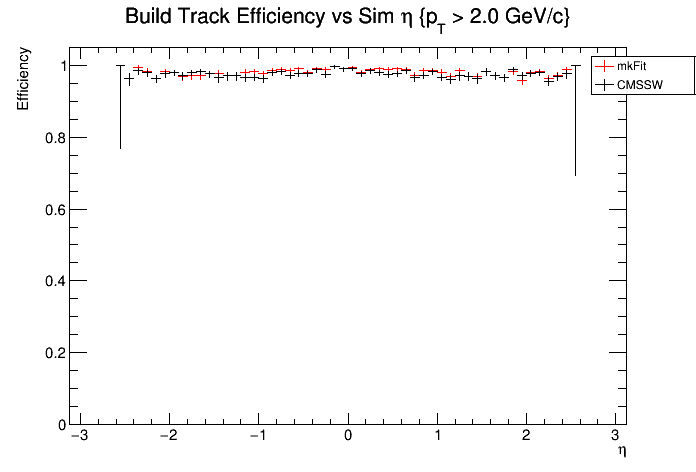 Build Track Efficiency vs Sim η {p_T > 2.0 GeV/c}
Efficiency
mkFit
CMSSW
1
0.8
0.6
0.4
0.2
0
−3 −2 −1 0 1 2 3
η